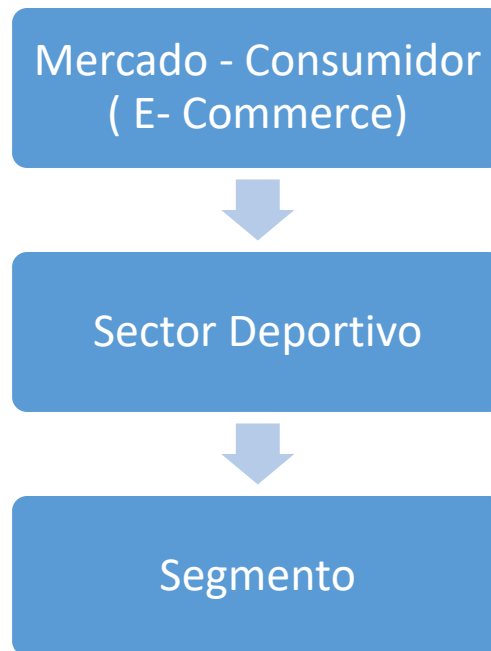 Mercado - Consumidor
( E- Commerce)
Sector Deportivo
Segmento